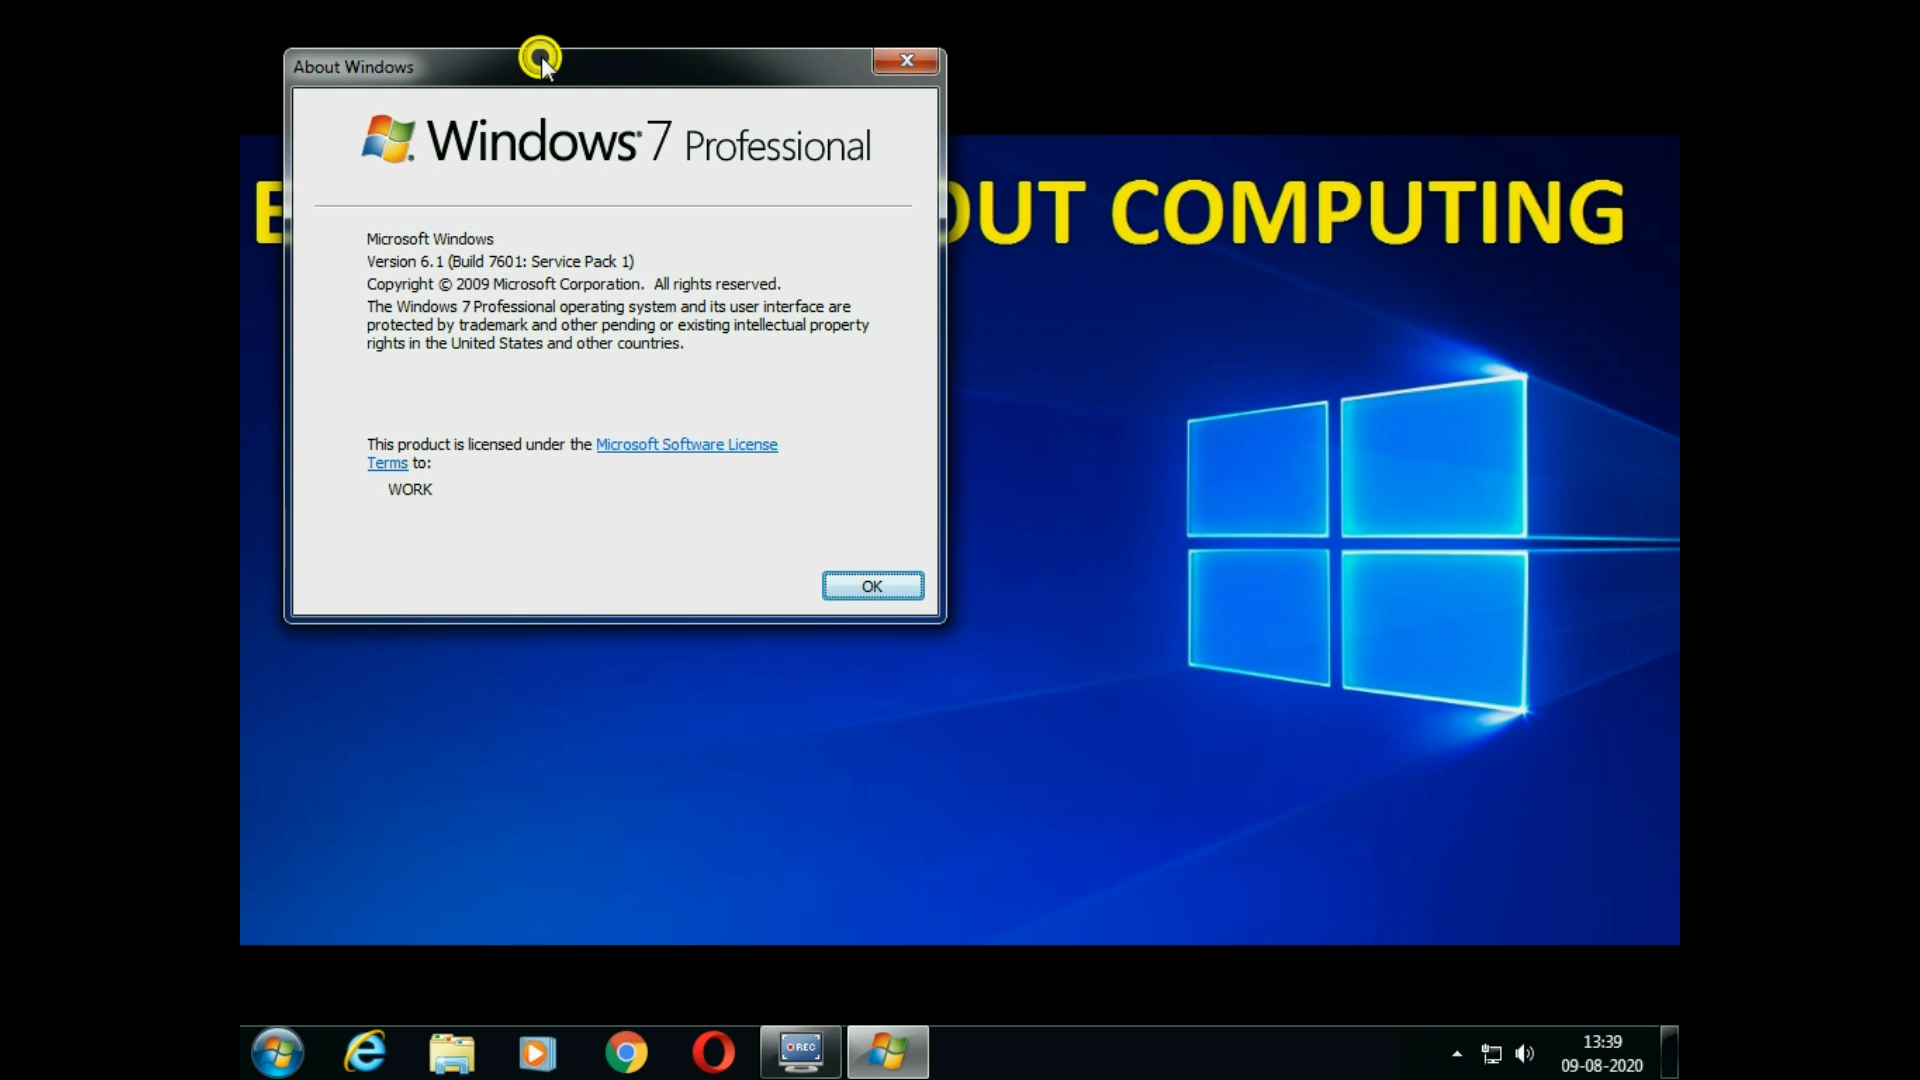 About Windows
Windows 7 Professional
OUT COMPUTING
Microsoft Windows
Version 6.1 (Build 7601: Service Pack 1)
Copyright © 2009 Microsoft Corporation. All rights reserved.
The Windows 7 Professional operating system and its user interface are
protected by trademark and other pending or existing intellectual property
rights in the United States and other countries.
This product is licensed under the Microsoft Software License
Terms to:
WORK
OK
REC
13:39
09-08-2020